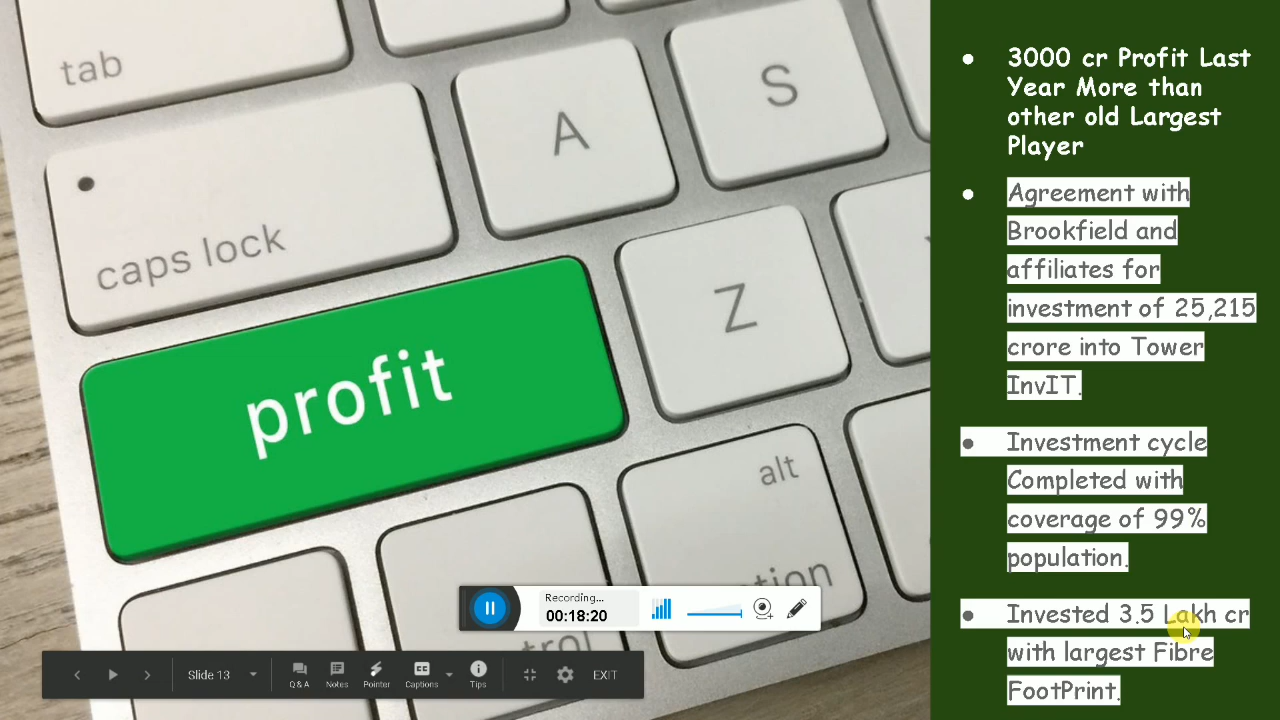 tab
A
S
caps lock
Z
profit
alt
● 3000 cr Profit Last
Year More than
other old Largest
Player
● Agreement with
Brookfield and
affiliates for
investment of 25,215
crore into Tower
InvIT.
● Investment cycle
Completed with
coverage of 99%
population.
● Invested 3.5 Lakh cr
with largest Fibre
FootPrint.
Recording...
00:18:20
Slide 13
Q & A
Notes
Pointer
Captions
Tips
EXIT